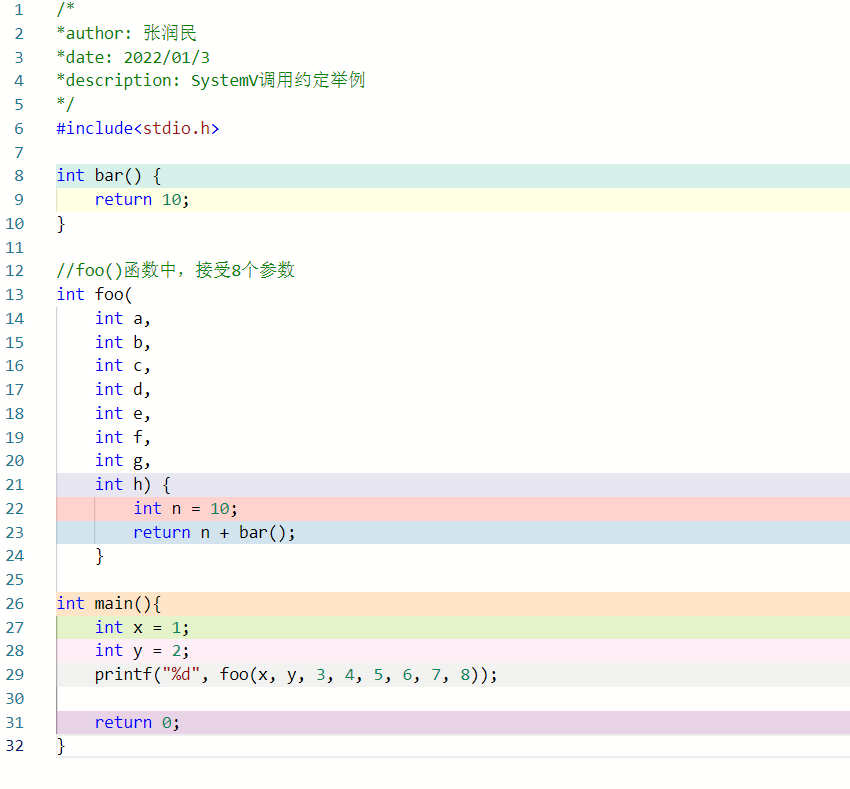 1 /*
2 *author: 张润民
3 *date: 2022/01/3
4 *description: SystemV调用约定举例
5 */
6 #include<stdio.h>
7
8 int bar() {
9     return 10;
10 }
11
12 //foo()函数中，接受8个参数
13 int foo(
14     int a,
15     int b,
16     int c,
17     int d,
18     int e,
19     int f,
20     int g,
21     int h) {
22         int n = 10;
23         return n + bar();
24     }
25
26 int main(){
27     int x = 1;
28     int y = 2;
29     printf("%d", foo(x, y, 3, 4, 5, 6, 7, 8));
30
31     return 0;
32 }